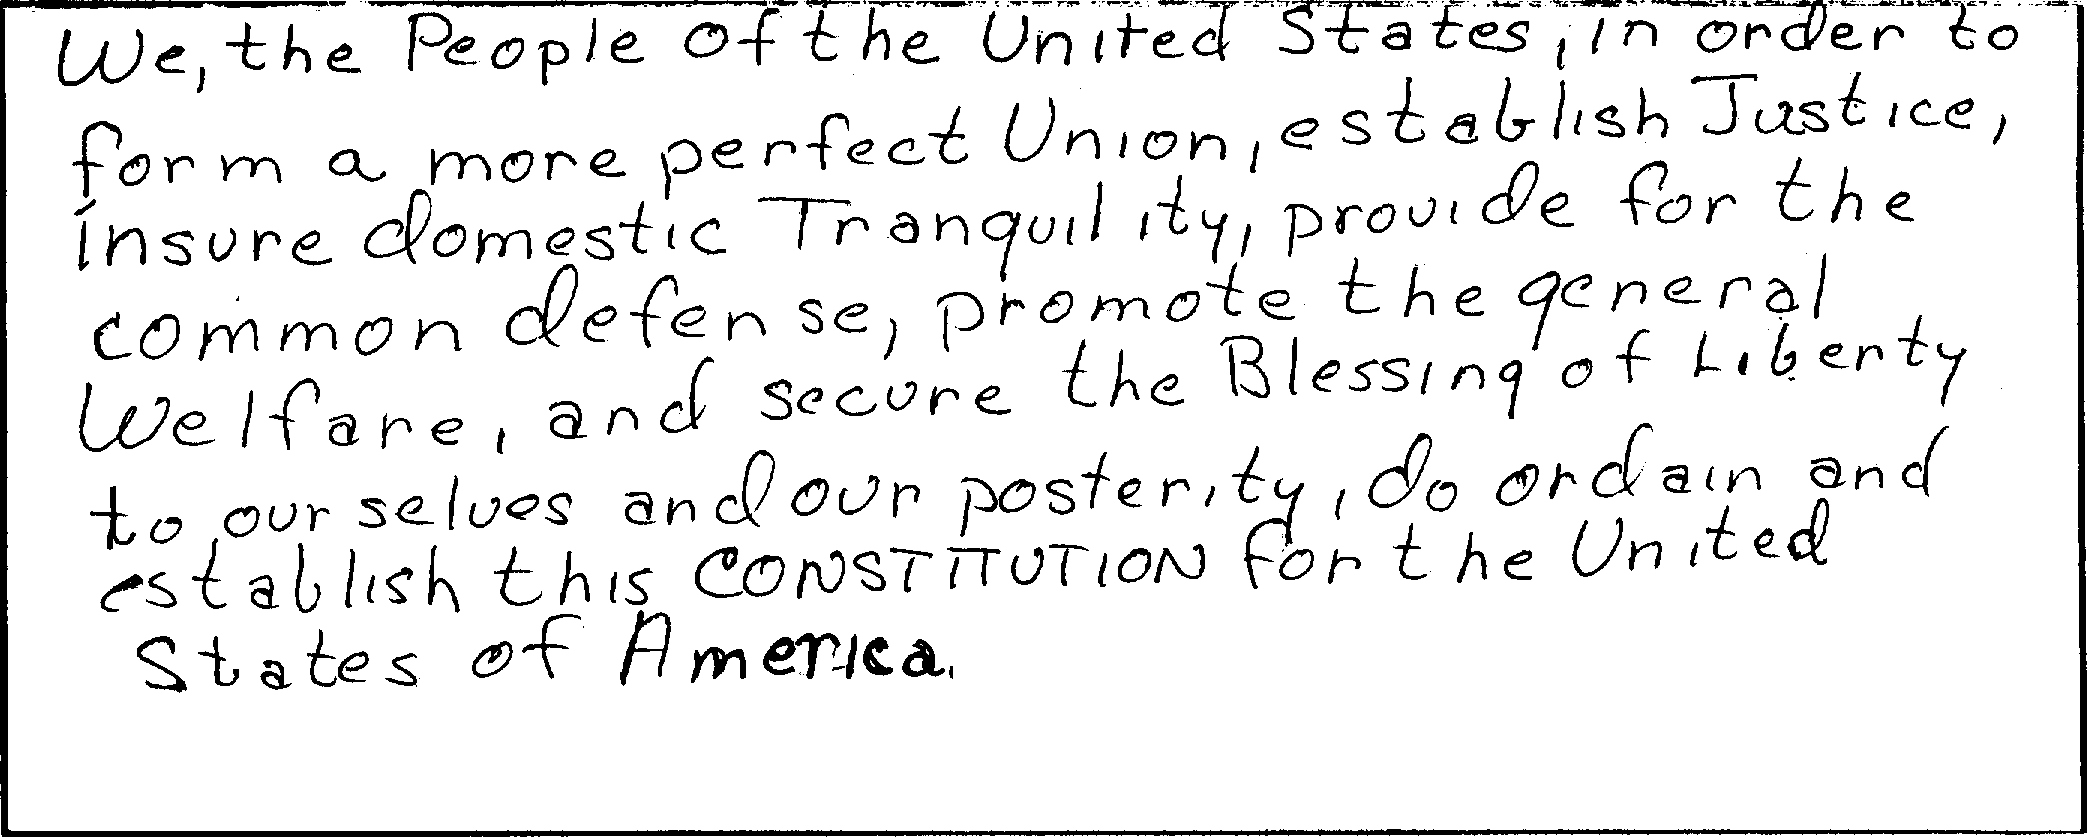 We, the People of the United States, in order to
form a more perfect Union, establish Justice,
insure domestic Tranquility, provide for the
common defense, promote the general
Welfare, and secure the Blessing of Liberty
to our selves and our posterity, do ordain and
establish this CONSTITUTION for the United
States of America.